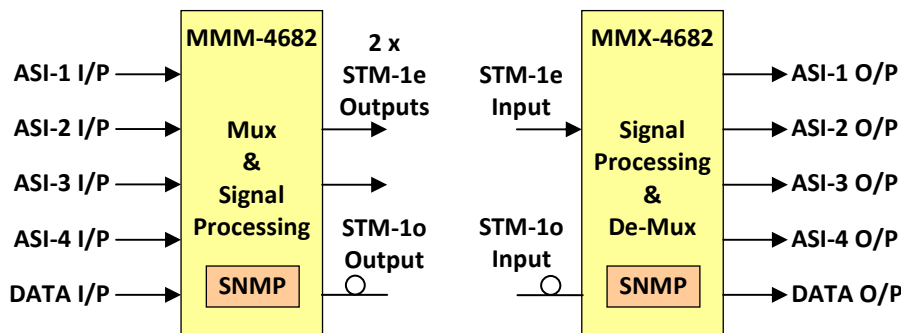 MMM-4682
ASI-1 I/P
ASI-2 I/P
ASI-3 I/P
ASI-4 I/P
DATA I/P
Mux
&
Signal
Processing
SNMP
2 x
STM-1e
Outputs
STM-1o
Output
STM-1e
Input
STM-1o
Input
MMX-4682
Signal
Processing
&
De-Mux
SNMP
ASI-1 O/P
ASI-2 O/P
ASI-3 O/P
ASI-4 O/P
DATA O/P